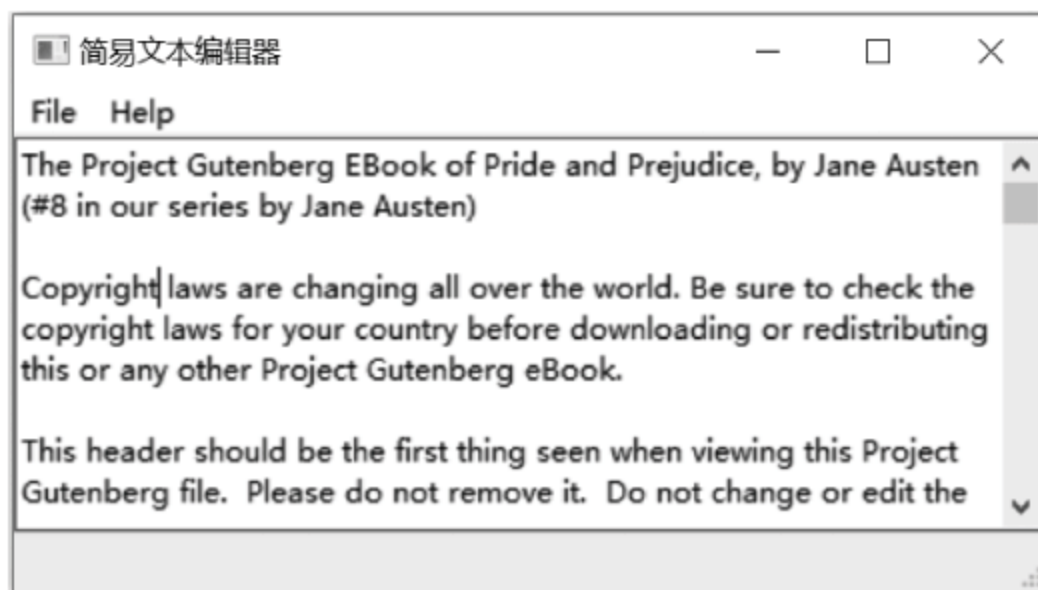 简易文本编辑器
File Help
The Project Gutenberg EBook of Pride and Prejudice, by Jane Austen
(#8 in our series by Jane Austen)
Copyright laws are changing all over the world. Be sure to check the
copyright laws for your country before downloading or redistributing
this or any other Project Gutenberg eBook.
This header should be the first thing seen when viewing this Project
Gutenberg file.  Please do not remove it.  Do not change or edit the